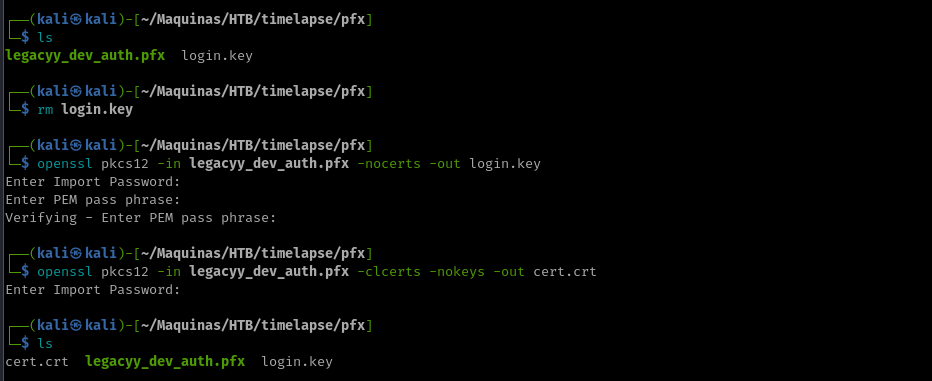 ┌──(kali㉿kali)-[~/Maquinas/HTB/timelapse/pfx]
└─$ ls
legacyy_dev_auth.pfx  login.key
┌──(kali㉿kali)-[~/Maquinas/HTB/timelapse/pfx]
└─$ rm login.key
┌──(kali㉿kali)-[~/Maquinas/HTB/timelapse/pfx]
└─$ openssl pkcs12 -in legacyy_dev_auth.pfx -nocerts -out login.key
Enter Import Password:
Enter PEM pass phrase:
Verifying - Enter PEM pass phrase:
┌──(kali㉿kali)-[~/Maquinas/HTB/timelapse/pfx]
└─$ openssl pkcs12 -in legacyy_dev_auth.pfx -clcerts -nokeys -out cert.crt
Enter Import Password:
┌──(kali㉿kali)-[~/Maquinas/HTB/timelapse/pfx]
└─$ ls
cert.crt  legacyy_dev_auth.pfx  login.key